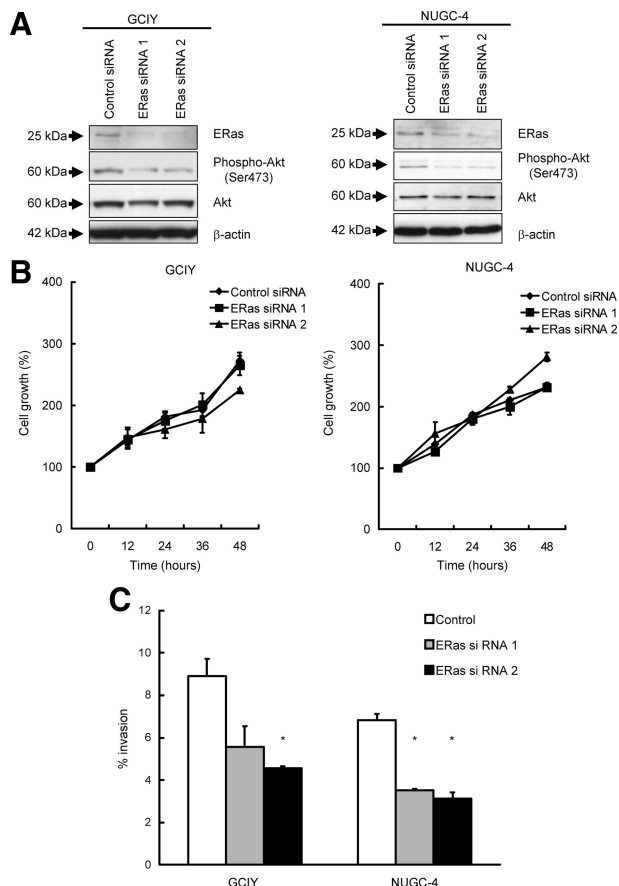 A
GCIY
Control siRNA
ERas siRNA 1
ERas siRNA 2
25 kDa
ERas
60 kDa
Phospho-Akt
(Ser473)
60 kDa
Akt
42 kDa
β-actin
NUGC-4
Control siRNA
ERas siRNA 1
ERas siRNA 2
25 kDa
ERas
60 kDa
Phospho-Akt
(Ser473)
60 kDa
Akt
42 kDa
β-actin
B
GCIY
Control siRNA
ERas siRNA 1
ERas siRNA 2
Cell growth (%)
400
300
200
100
0
0 12 24 36 48
Time (hours)
NUGC-4
Control siRNA
ERas siRNA 1
ERas siRNA 2
Cell growth (%)
400
300
200
100
0
0 12 24 36 48
Time (hours)
C
Control
ERas si RNA 1
ERas si RNA 2
% invasion
12
10
8
6
4
2
0
*
* *
GCIY NUGC-4